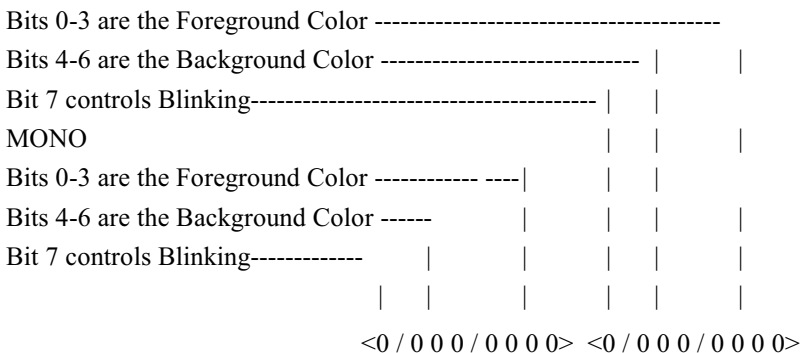 Bits 0-3 are the Foreground Color ----------------------------------------
Bits 4-6 are the Background Color ------------------------------ |          |
Bit 7 controls Blinking---------------------------------------- |     |
MONO                                                            |     |          |
Bits 0-3 are the Foreground Color ------------ ----|          |     |
Bits 4-6 are the Background Color ------           |          |     |          |
Bit 7 controls Blinking-------------       |           |          |     |          |
|     |           |          |     |          |
<0 / 0 0 0 / 0 0 0 0> <0 / 0 0 0 / 0 0 0 0>